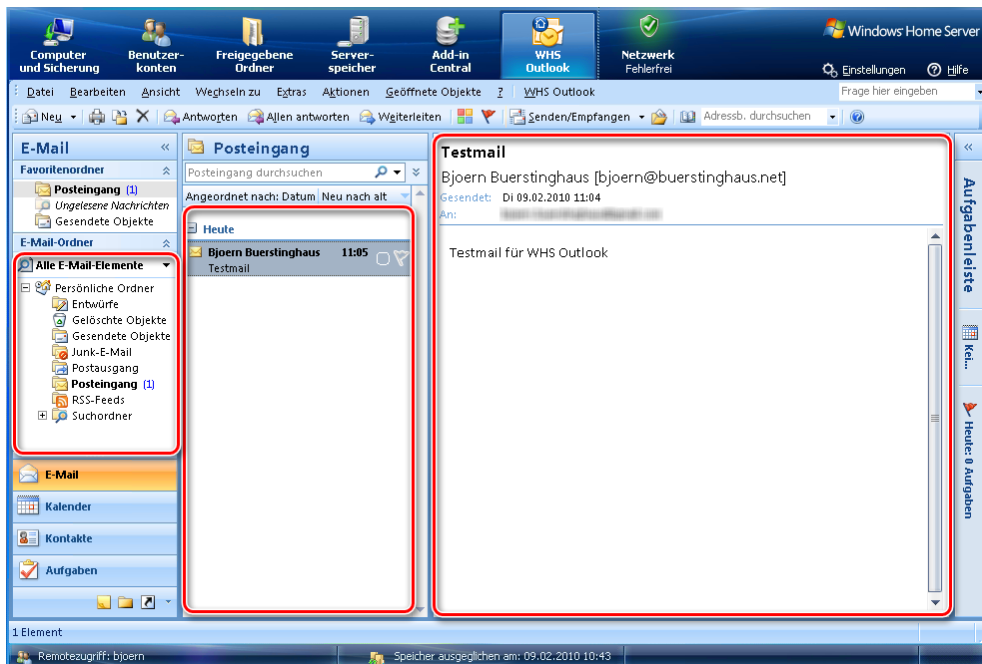 Computer und Sicherung
Benutzer- konten
Freigegebene Ordner
Server- speicher
Add-in Central
WHS Outlook
Netzwerk Fehlerfrei
Windows Home Server
Einstellungen
Hilfe
Datei Bearbeiten Ansicht Wechseln zu Extras Aktionen Geöffnete Objekte ? WHS Outlook
Frage hier eingeben
Neu Antworten Allen antworten Weiterleiten Senden/Empfangen Adressb. durchsuchen
E-Mail
Favoritenordner
Posteingang (1)
Ungelesene Nachrichten
Gesendete Objekte
E-Mail-Ordner
Alle E-Mail-Elemente
Persönliche Ordner
Entwürfe
Gelöschte Objekte
Gesendete Objekte
Junk-E-Mail
Postausgang
Posteingang (1)
RSS-Feeds
Suchordner
E-Mail
Kalender
Kontakte
Aufgaben
Posteingang
Posteingang durchsuchen
Angeordnet nach: Datum Neu nach alt
Heute
Bjoern Buerstinghaus 11:05
Testmail
Testmail
Bjoern Buerstinghaus [bjoern@buerstinghaus.net]
Gesendet: Di 09.02.2010 11:04
An:
Testmail für WHS Outlook
Aufgabenleiste
Kei...
Heute: 0 Aufgaben
1 Element
Remotezugriff: bjoern
Speicher ausgeglichen am: 09.02.2010 10:43